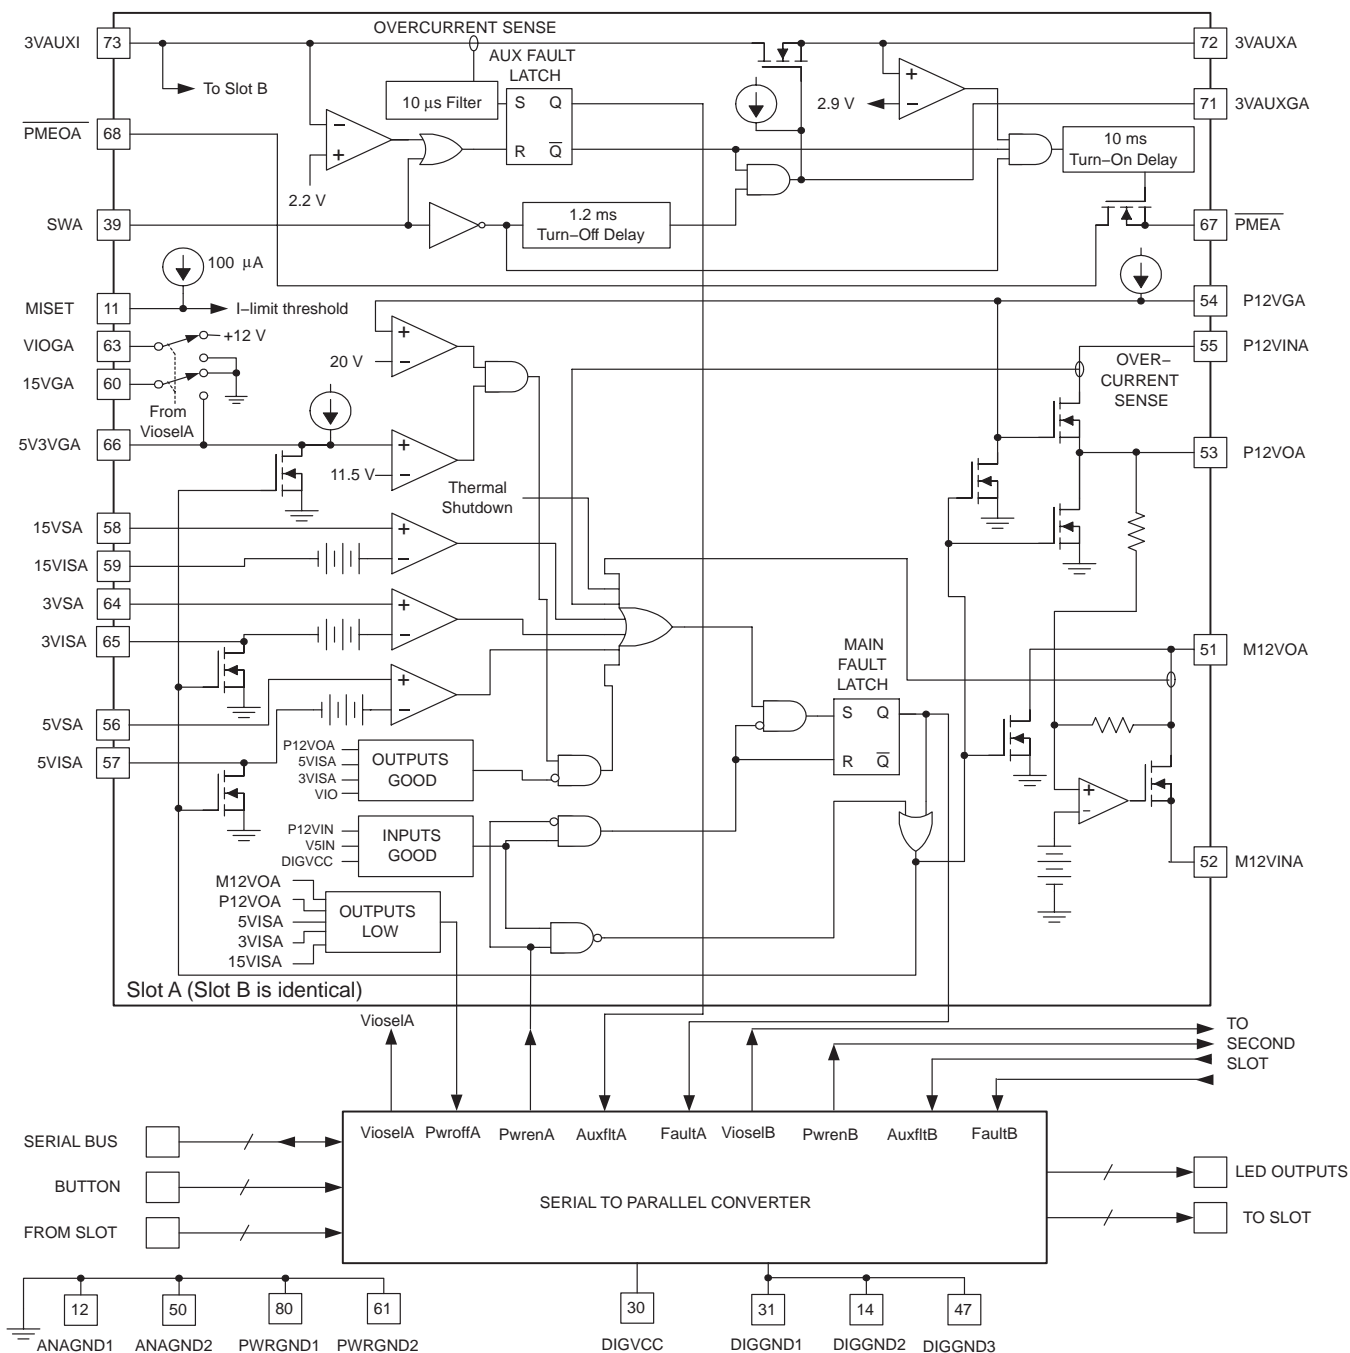 OVERCURRENT SENSE
3VAUXI 73
72 3VAUXA
AUX FAULT
LATCH
To Slot B
10 μs Filter
S Q
R Q
2.9 V
+
−
71 3VAUXGA
PMEOA 68
−
+
2.2 V
10 ms
Turn−On Delay
SWA 39
1.2 ms
Turn−Off Delay
67 PMEA
100 μA
MISET 11
I−limit threshold
54 P12VGA
VIOGA 63
+12 V
+
−
20 V
55 P12VINA
OVER−
CURRENT
SENSE
15VGA 60
From
VioselA
5V3VGA 66
+
−
11.5 V
53 P12VOA
Thermal
Shutdown
15VSA 58
+
−
15VISA 59
3VSA 64
+
−
3VISA 65
51 M12VOA
MAIN
FAULT
LATCH
S Q
R Q
+
−
5VSA 56
5VISA 57
P12VOA
5VISA
3VISA
VIO
OUTPUTS
GOOD
+
−
P12VIN
V5IN
DIGVCC
INPUTS
GOOD
52 M12VINA
M12VOA
P12VOA
5VISA
3VISA
15VISA
OUTPUTS
LOW
Slot A (Slot B is identical)
VioselA
TO
SECOND
SLOT
VioselA PwroffA PwrenA AuxfltA FaultA VioselB PwrenB AuxfltB FaultB
SERIAL BUS
BUTTON
FROM SLOT
SERIAL TO PARALLEL CONVERTER
LED OUTPUTS
TO SLOT
12 50 80 61 30 31 14 47
ANAGND1 ANAGND2 PWRGND1 PWRGND2 DIGVCC DIGGND1 DIGGND2 DIGGND3